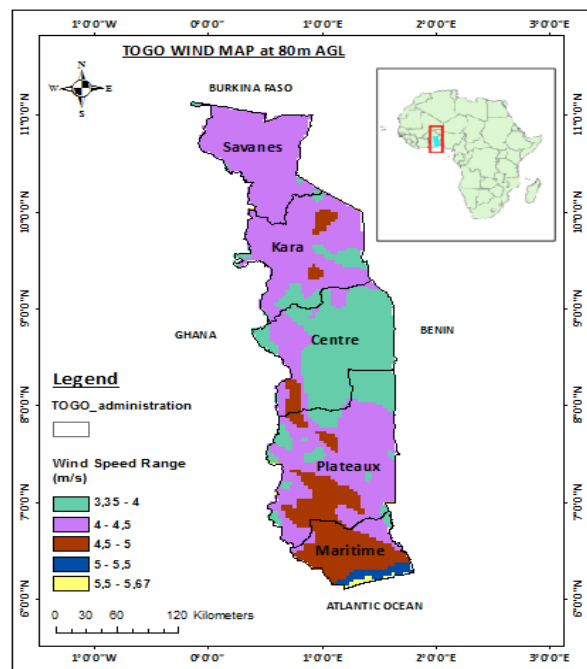 1°0'0"W 0°0'0" 1°0'0"E 2°0'0"E 3°0'0"E
TOGO WIND MAP at 80m AGL
N
W E
S
BURKINA FASO
11°0'0"N 11°0'0"N
Savanes
10°0'0"N 10°0'0"N
Kara
9°0'0"N 9°0'0"N
GHANA
BENIN
Centre
Legend
TOGO_administration
8°0'0"N 8°0'0"N
Wind Speed Range
(m/s)
3,35 - 4
4 - 4,5
4,5 - 5
5 - 5,5
5,5 - 5,67
Plateaux
7°0'0"N 7°0'0"N
Maritime
ATLANTIC OCEAN
6°0'0"N 6°0'0"N
0 30 60 120 Kilometers
1°0'0"W 0°0'0" 1°0'0"E 2°0'0"E 3°0'0"E